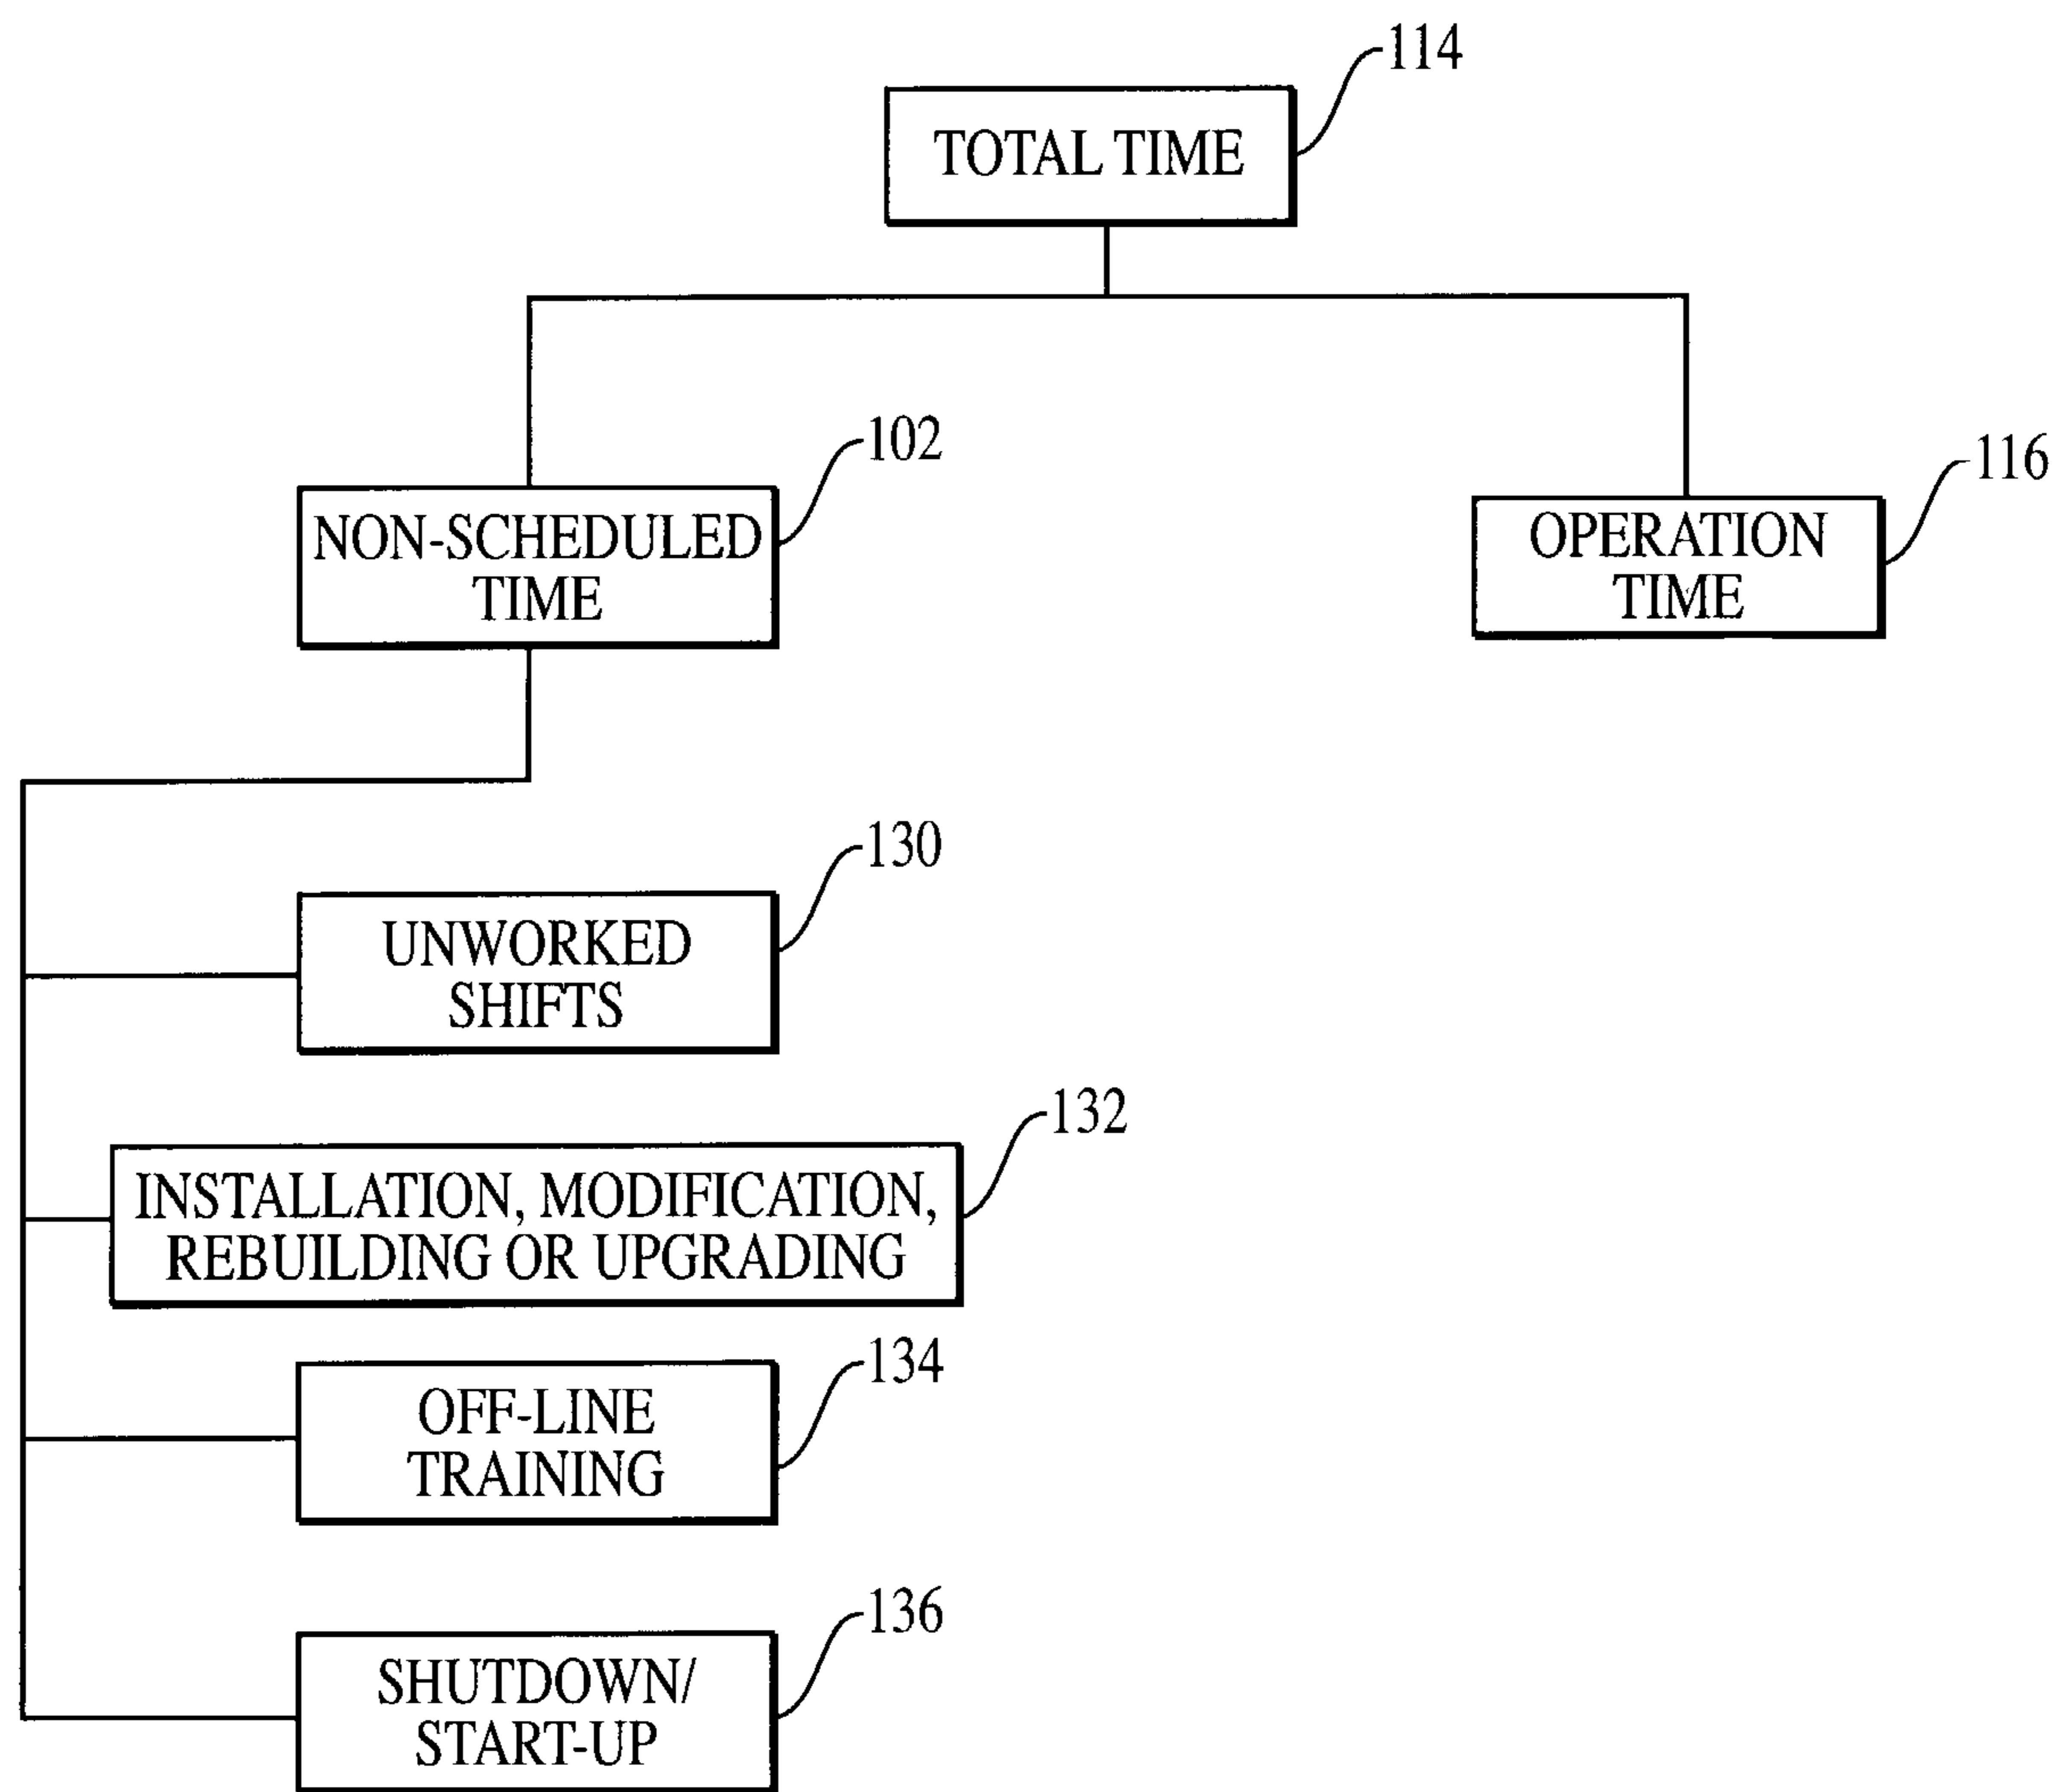 114
TOTAL TIME
102
NON-SCHEDULED
TIME
116
OPERATION
TIME
130
UNWORKED
SHIFTS
132
INSTALLATION, MODIFICATION,
REBUILDING OR UPGRADING
134
OFF-LINE
TRAINING
136
SHUTDOWN/
START-UP